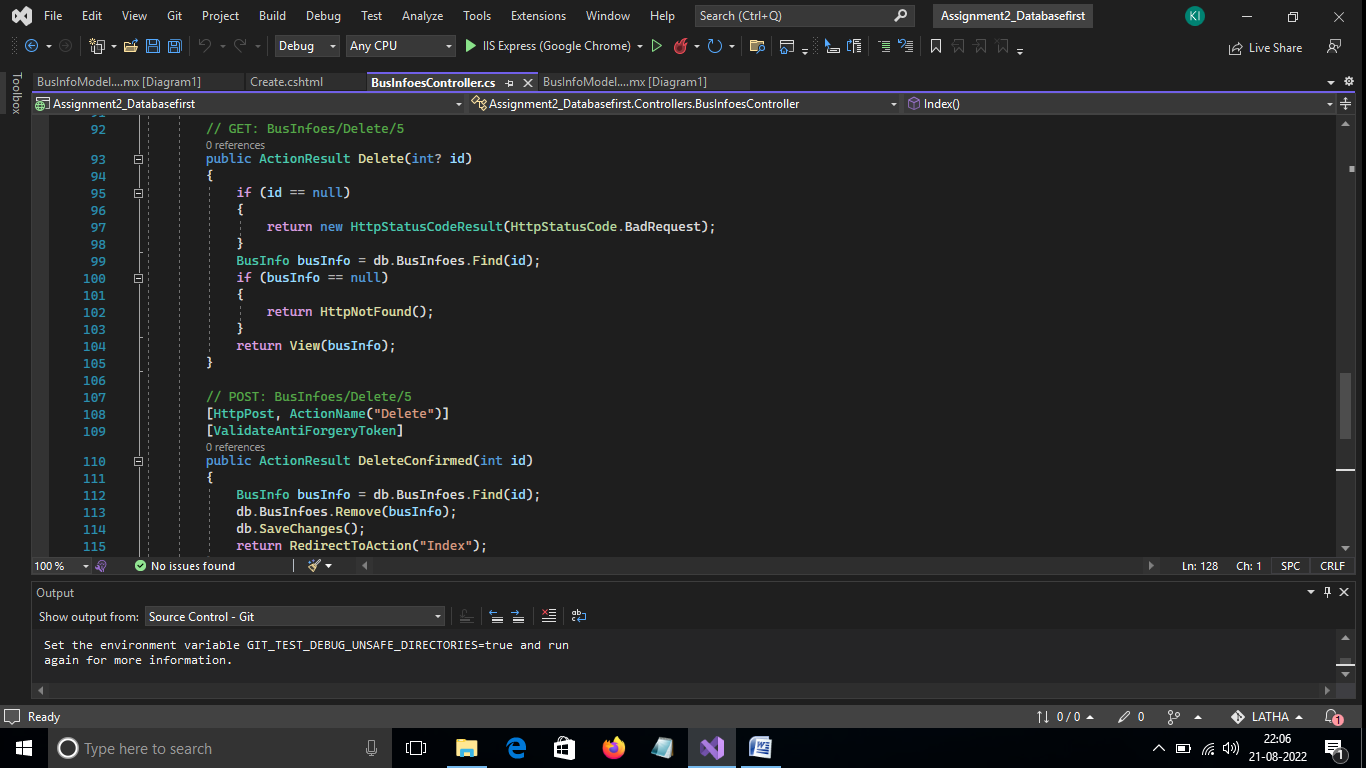 File Edit View Git Project Build Debug Test Analyze Tools Extensions Window Help Search (Ctrl+Q) Assignment2_Databasefirst KI
Debug Any CPU IIS Express (Google Chrome) Live Share
Toolbox
BusInfoModel....mx [Diagram1] Create.cshtml BusInfoesController.cs BusInfoModel....mx [Diagram1]
Assignment2_Databasefirst Assignment2_Databasefirst.Controllers.BusInfoesController Index()
91
92 // GET: BusInfoes/Delete/5
0 references
93 public ActionResult Delete(int? id)
94 {
95 if (id == null)
96 {
97 return new HttpStatusCodeResult(HttpStatusCode.BadRequest);
98 }
99 BusInfo busInfo = db.BusInfoes.Find(id);
100 if (busInfo == null)
101 {
102 return HttpNotFound();
103 }
104 return View(busInfo);
105 }
106
107 // POST: BusInfoes/Delete/5
108 [HttpPost, ActionName("Delete")]
109 [ValidateAntiForgeryToken]
0 references
110 public ActionResult DeleteConfirmed(int id)
111 {
112 BusInfo busInfo = db.BusInfoes.Find(id);
113 db.BusInfoes.Remove(busInfo);
114 db.SaveChanges();
115 return RedirectToAction("Index");
100 % No issues found Ln: 128 Ch: 1 SPC CRLF
Output
Show output from: Source Control - Git
Set the environment variable GIT_TEST_DEBUG_UNSAFE_DIRECTORIES=true and run
again for more information.
Ready 0 / 0 0 LATHA 1
Type here to search 22:06
21-08-2022 1